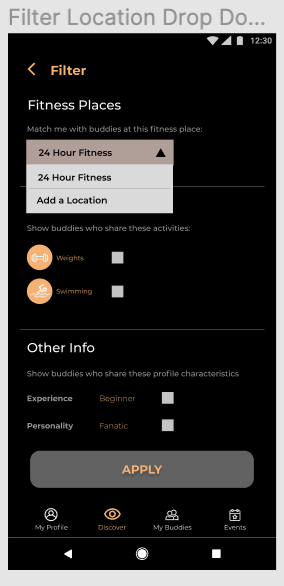 Filter Location Drop Do...
12:30
Filter
Fitness Places
Match me with buddies at this fitness place:
24 Hour Fitness
24 Hour Fitness
Add a Location
Show buddies who share these activities:
Weights
Swimming
Other Info
Show buddies who share these profile characteristics
Experience Beginner
Personality Fanatic
APPLY
My Profile Discover My Buddies Events